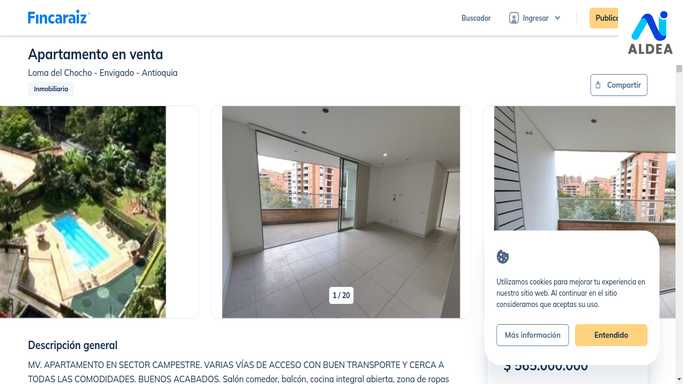 Fincaraiz
Buscador
Ingresar
Publica
ALDEA
Apartamento en venta
Loma del Chocho - Envigado - Antioquia
Inmobiliario
Compartir
1 / 20
Utilizamos cookies para mejorar tu experiencia en
nuestro sitio web. Al continuar en el sitio
consideramos que aceptas su uso.
Más información
Entendido
$ 565.000.000
Descripción general
MV. APARTAMENTO EN SECTOR CAMPESTRE. VARIAS VÍAS DE ACCESO CON BUEN TRANSPORTE Y CERCA A
TODAS LAS COMODIDADES. BUENOS ACABADOS. Salón comedor, balcón, cocina integral abierta, zona de ropas